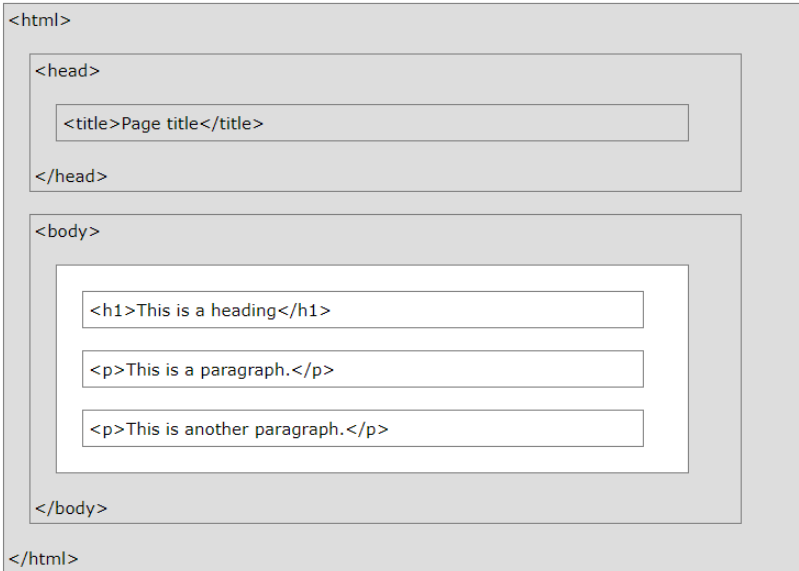 <html>
<head>
<title>Page title</title>
</head>
<body>
<h1>This is a heading</h1>
<p>This is a paragraph.</p>
<p>This is another paragraph.</p>
</body>
</html>